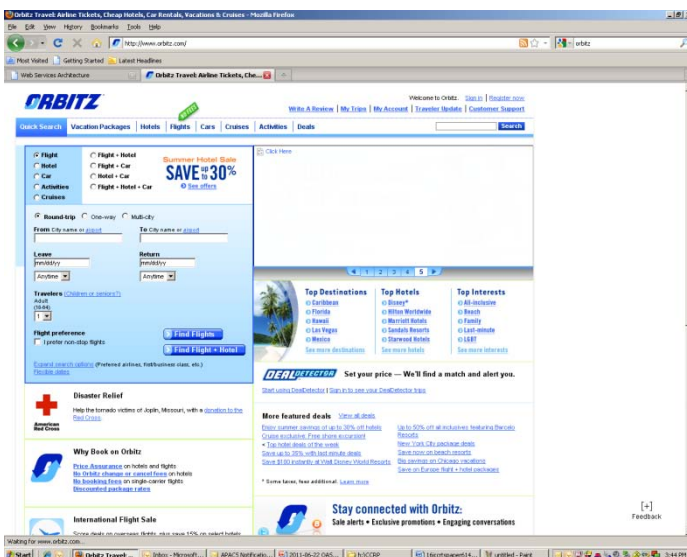 Orbitz Travel: Airline Tickets, Cheap Hotels, Car Rentals, Vacations & Cruises - Mozilla Firefox
File Edit View History Bookmarks Tools Help
http://www.orbitz.com/
orbitz
Most Visited Getting Started Latest Headlines
Web Services Architecture
Orbitz Travel: Airline Tickets, Che...
ORBITZ
Welcome to Orbitz. Sign in | Register now
Write A Review | My Trips | My Account | Traveler Update | Customer Support
Quick Search Vacation Packages Hotels Flights Cars Cruises Activities Deals
Search
Flight
Hotel
Car
Activities
Cruises
Flight + Hotel
Flight + Car
Hotel + Car
Flight + Hotel + Car
Summer Hotel Sale
SAVE up to 30%
See offers
Click Here
Round-trip One-way Multi-city
From City name or airport
To City name or airport
Leave
Return
mm/dd/yy
mm/dd/yy
Anytime
Anytime
1 2 3 4 5
Travelers (Children or seniors?)
Adult
(18-64)
1
Flight preference
I prefer non-stop flights
Find Flights
Find Flight + Hotel
Expand search options (Preferred airlines, first/business class, etc.)
Flexible dates
Top Destinations
Caribbean
Florida
Hawaii
Las Vegas
Mexico
See more destinations
Top Hotels
Disney*
Hilton Worldwide
Marriott Hotels
Sandals Resorts
Starwood Hotels
See more hotels
Top Interests
All-inclusive
Beach
Family
Last-minute
LGBT
See more interests
DEALDETECTOR Set your price — We'll find a match and alert you.
Start using DealDetector | Sign in to see your DealDetector trips
Disaster Relief
Help the tornado victims of Joplin, Missouri, with a donation to the
Red Cross.
American
Red Cross
More featured deals View all deals
Enjoy summer savings of up to 30% off hotels
Cruise exclusive: Free shore excursion!
Top hotel deals of the week
Save up to 35% with last minute deals
Save $100 instantly at Walt Disney World Resorts
Up to 50% off all inclusives featuring Barcelo
Resorts
New York City package deals
Save now on beach resorts
Big savings on Chicago vacations
Save on Europe flight + hotel packages
* Some taxes, fees additional. Learn more
Why Book on Orbitz
Price Assurance on hotels and flights
No Orbitz change or cancel fees on hotels
No booking fees on single-carrier flights
Discounted package rates
Stay connected with Orbitz:
Sale alerts • Exclusive promotions • Engaging conversations
[+]
Feedback
International Flight Sale
Score deals on overseas flights, plus save 15% on select hotels
Waiting for www.orbitz.com...
Start
Orbitz Travel: ...
Inbox - Microsoft...
APACS Notificatio...
2011-06-22 OAS...
untitled - Paint
3:44 PM